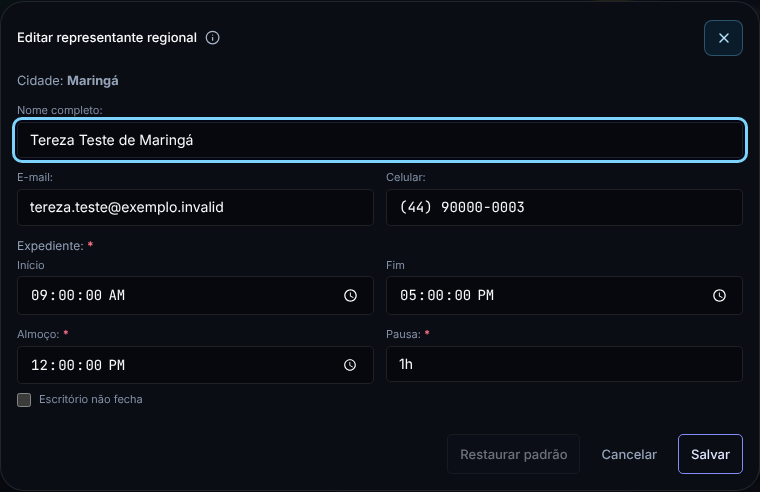 Editar representante regional
Cidade: Maringá
Nome completo:
Tereza Teste de Maringá
E-mail: Celular:
tereza.teste@exemplo.invalid (44) 90000-0003
Expediente: *
Início Fim
09:00:00 AM 05:00:00 PM
Almoço: * Pausa: *
12:00:00 PM 1h
Escritório não fecha
Restaurar padrão Cancelar Salvar